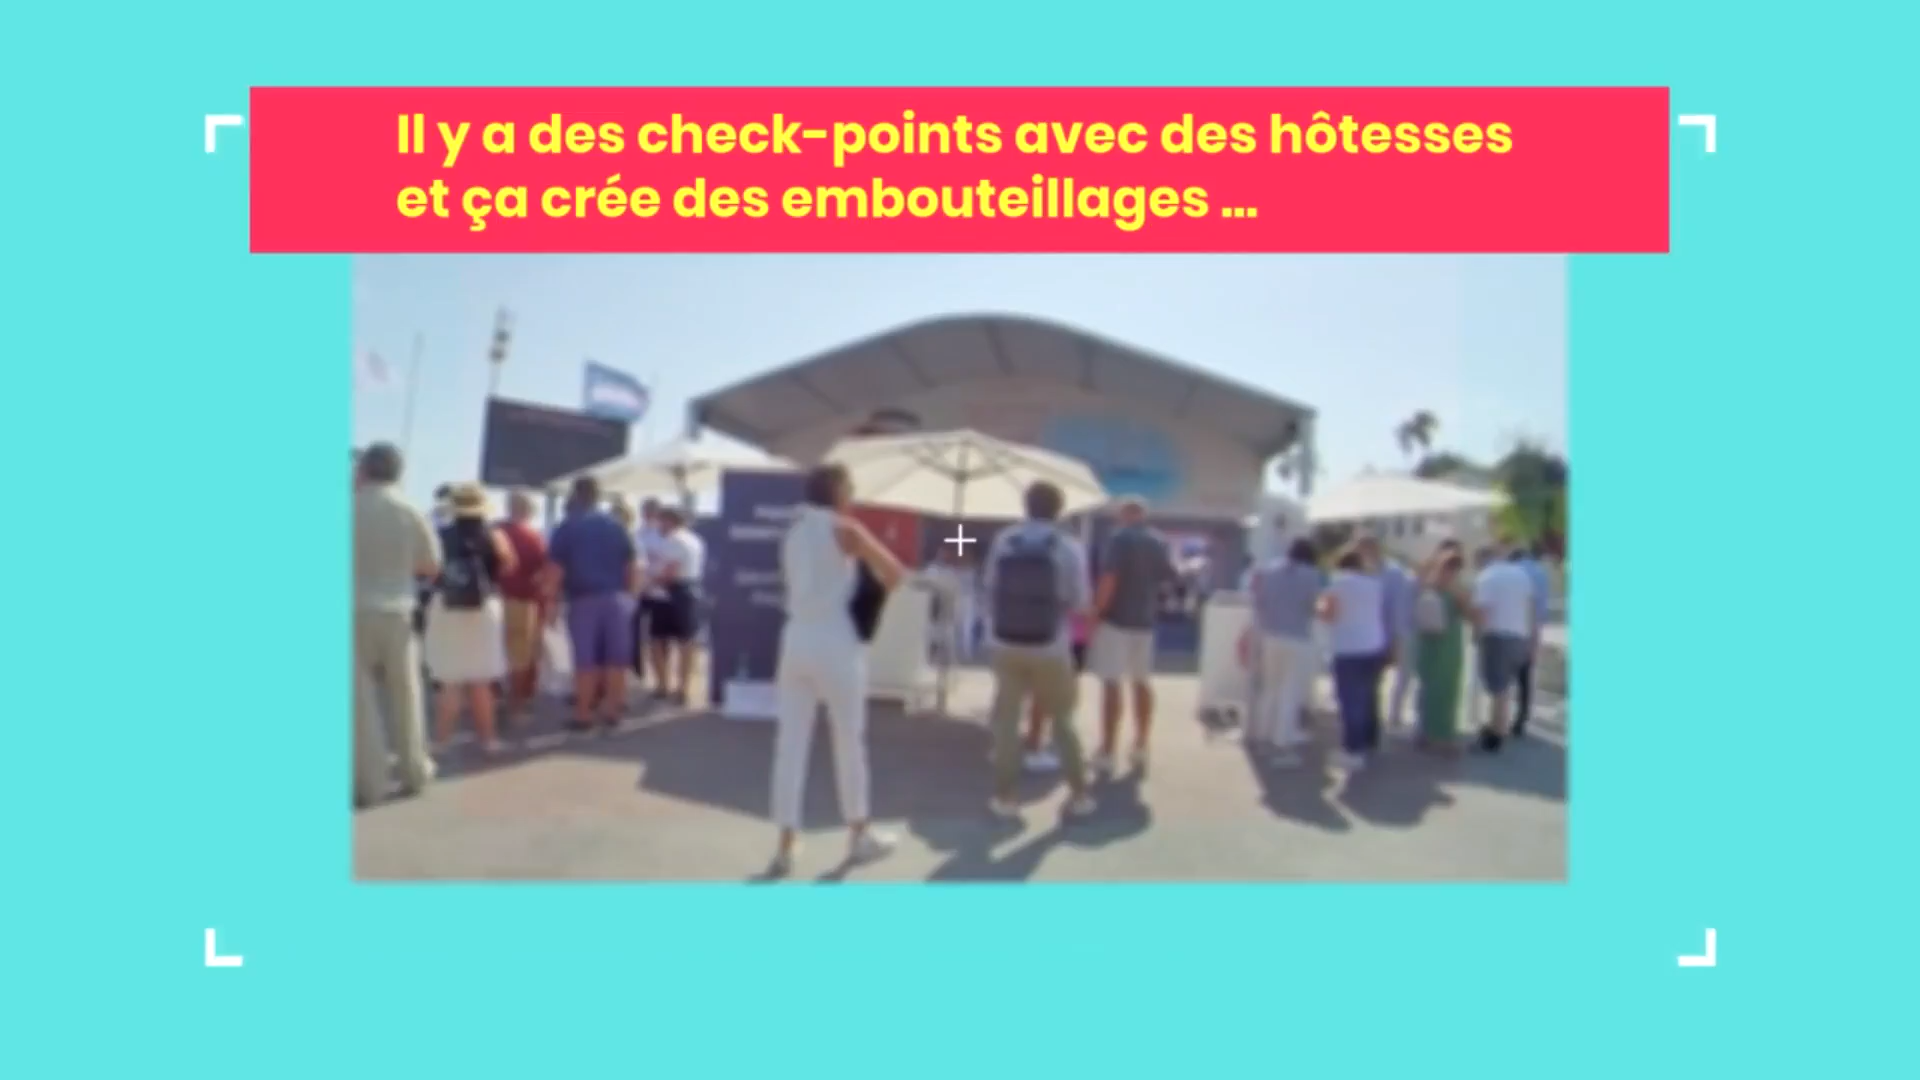 Il y a des check-points avec des hôtesses
et ça crée des embouteillages ...